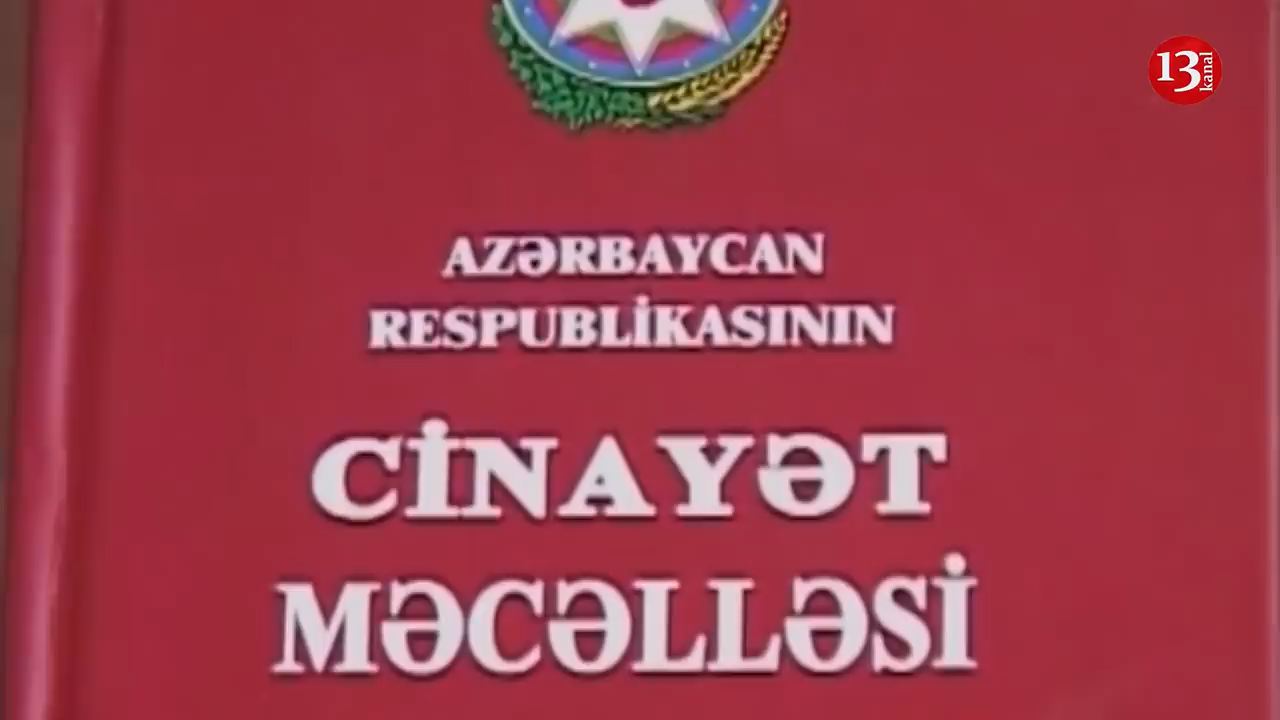 13
kanal
AZƏRBAYCAN
RESPUBLİKASININ
CİNAYƏT
MƏCƏLLƏSİ